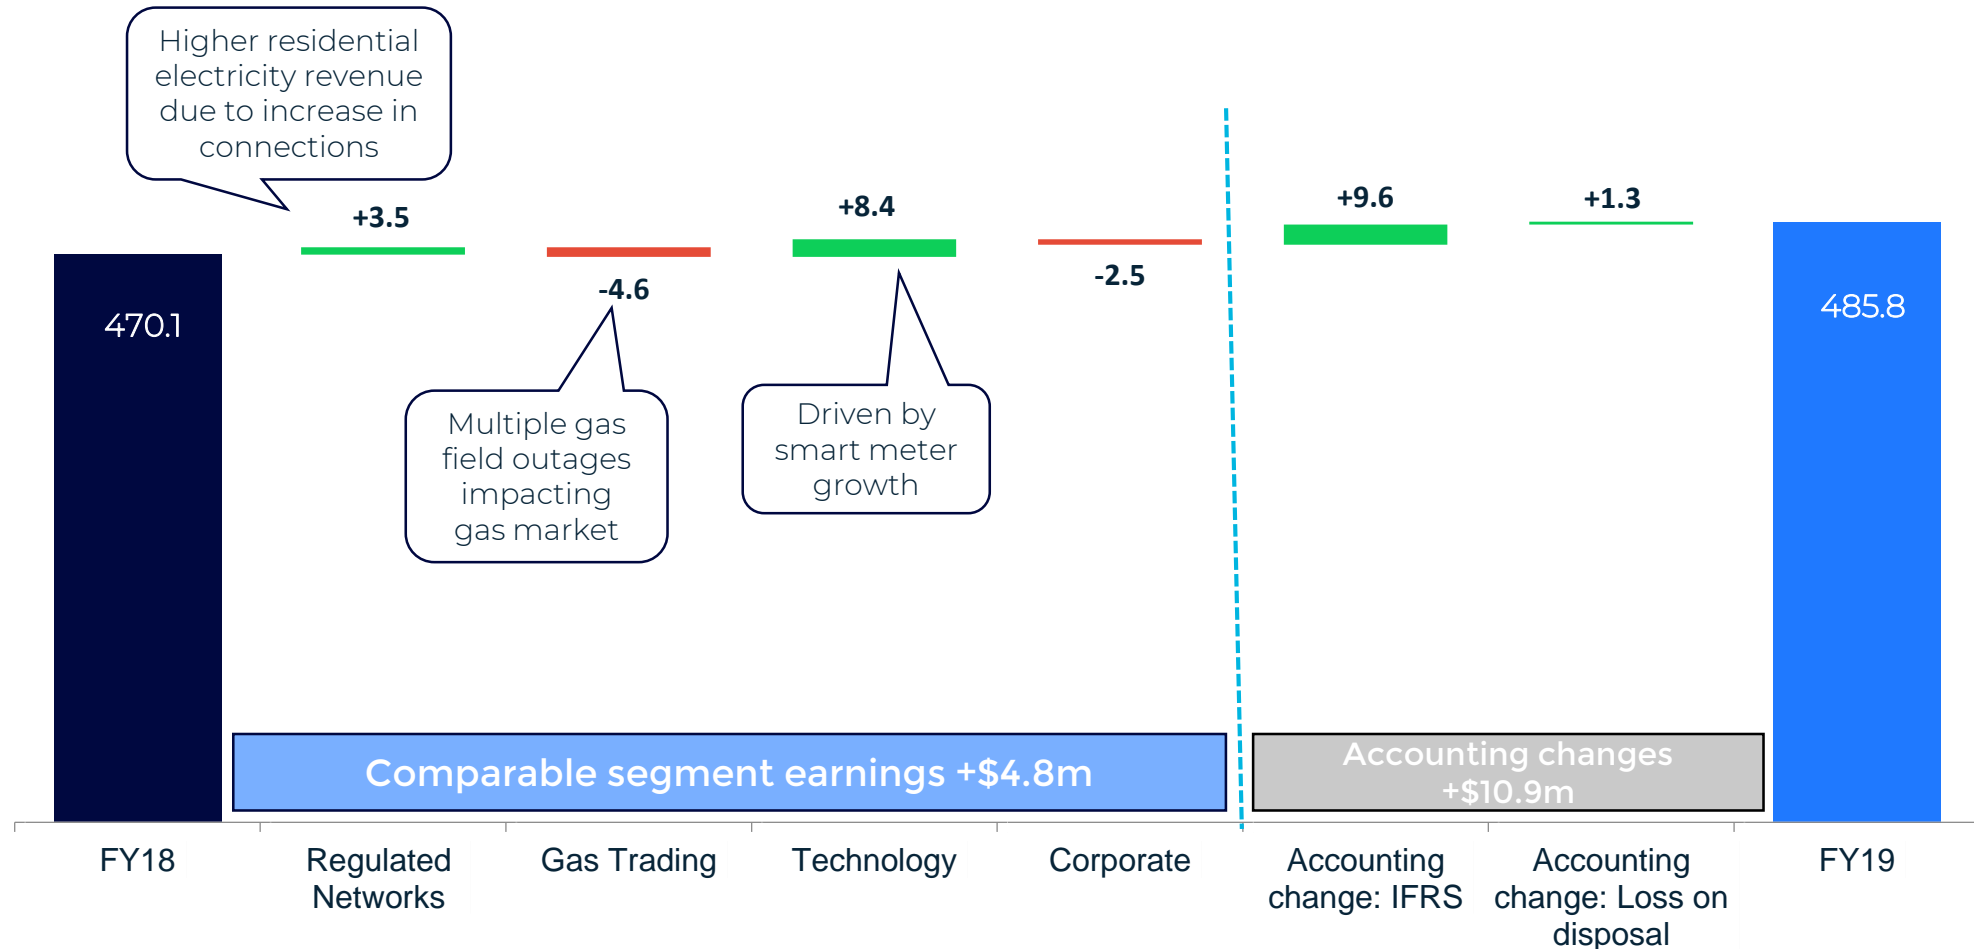 Higher residential
electricity revenue
due to increase in
connections
+3.5
-4.6
+8.4
-2.5
+9.6
+1.3
470.1
485.8
Multiple gas
field outages
impacting
gas market
Driven by
smart meter
growth
Comparable segment earnings +$4.8m
Accounting changes
+$10.9m
FY18
Regulated
Networks
Gas Trading
Technology
Corporate
Accounting
change: IFRS
Accounting
change: Loss on
disposal
FY19